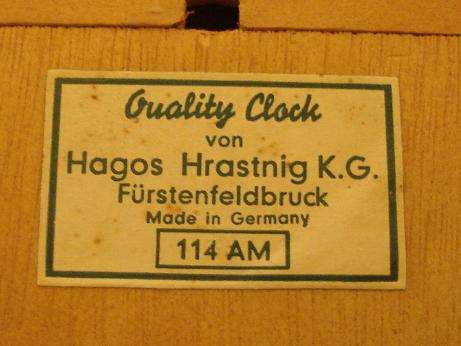 Quality Clock
von
Hagos Hrastnig K.G.
Fürstenfeldbruck
Made in Germany
114 AM